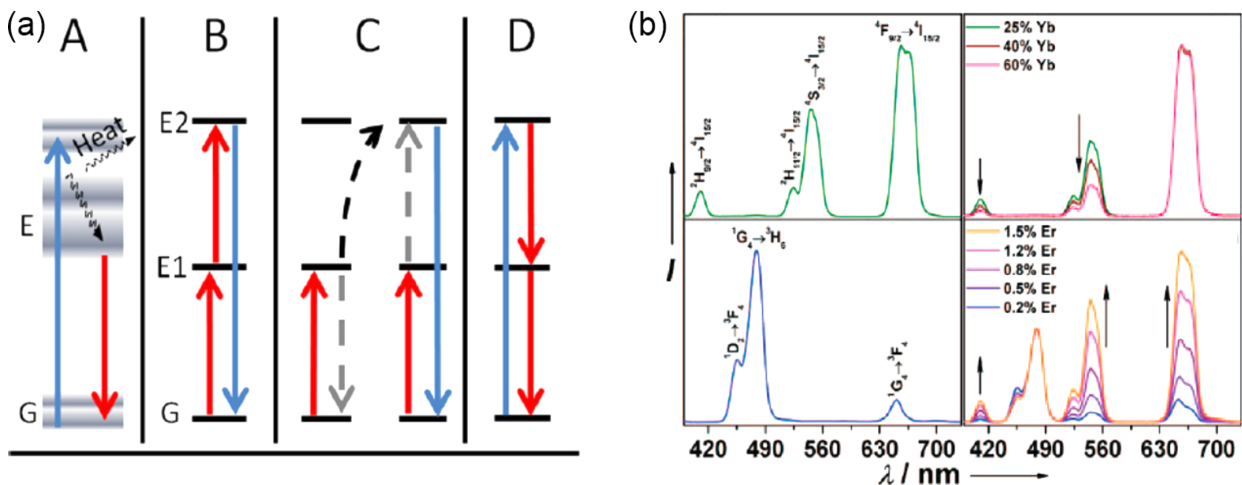 (a)
A
B
C
D
Heat
E
G
E2
E1
G
(b)
²H₉/₂→⁴I₁₅/₂
²H₁₁/₂→⁴I₁₅/₂
⁴S₃/₂→⁴I₁₅/₂
⁴F₉/₂→⁴I₁₅/₂
25% Yb
40% Yb
60% Yb
¹D₂→³F₄
¹G₄→³H₆
¹G₄→³F₄
1.5% Er
1.2% Er
0.8% Er
0.5% Er
0.2% Er
I
420 490 560 630 700 420 490 560 630 700
λ / nm